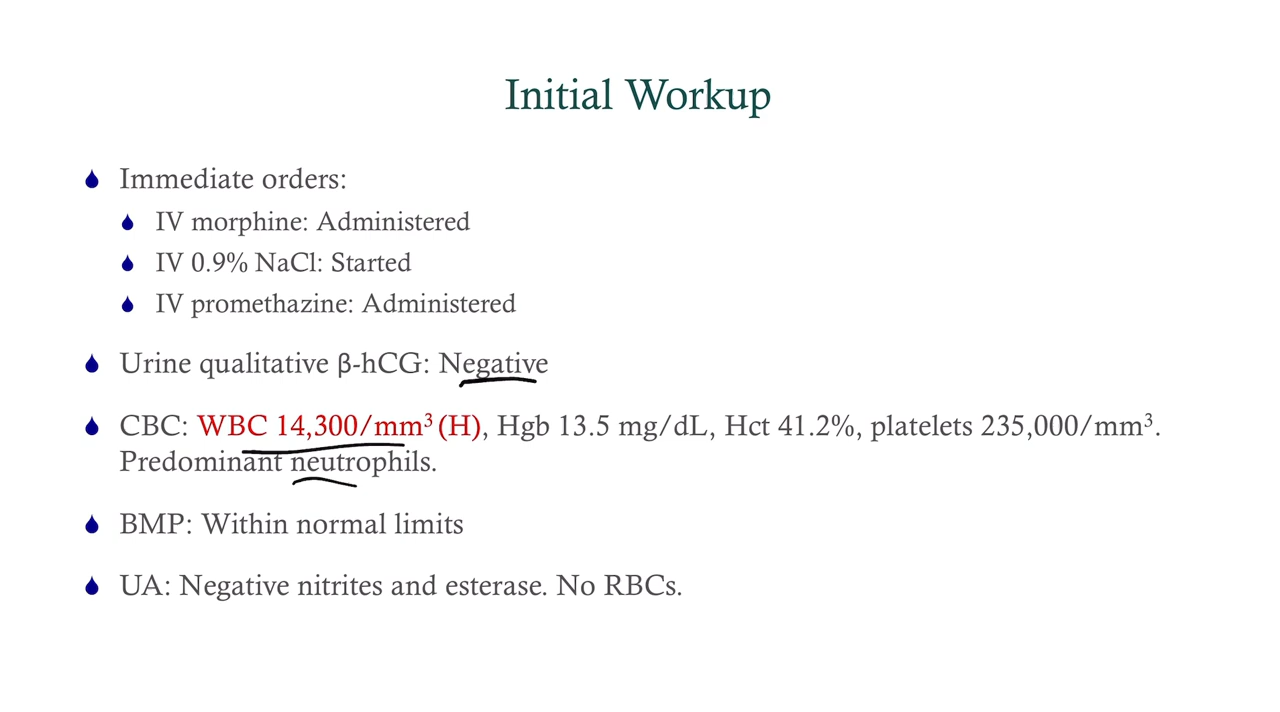 Initial Workup
Immediate orders:
IV morphine: Administered
IV 0.9% NaCl: Started
IV promethazine: Administered
Urine qualitative β-hCG: Negative
CBC: WBC 14,300/mm³ (H), Hgb 13.5 mg/dL, Hct 41.2%, platelets 235,000/mm³.
Predominant neutrophils.
BMP: Within normal limits
UA: Negative nitrites and esterase. No RBCs.